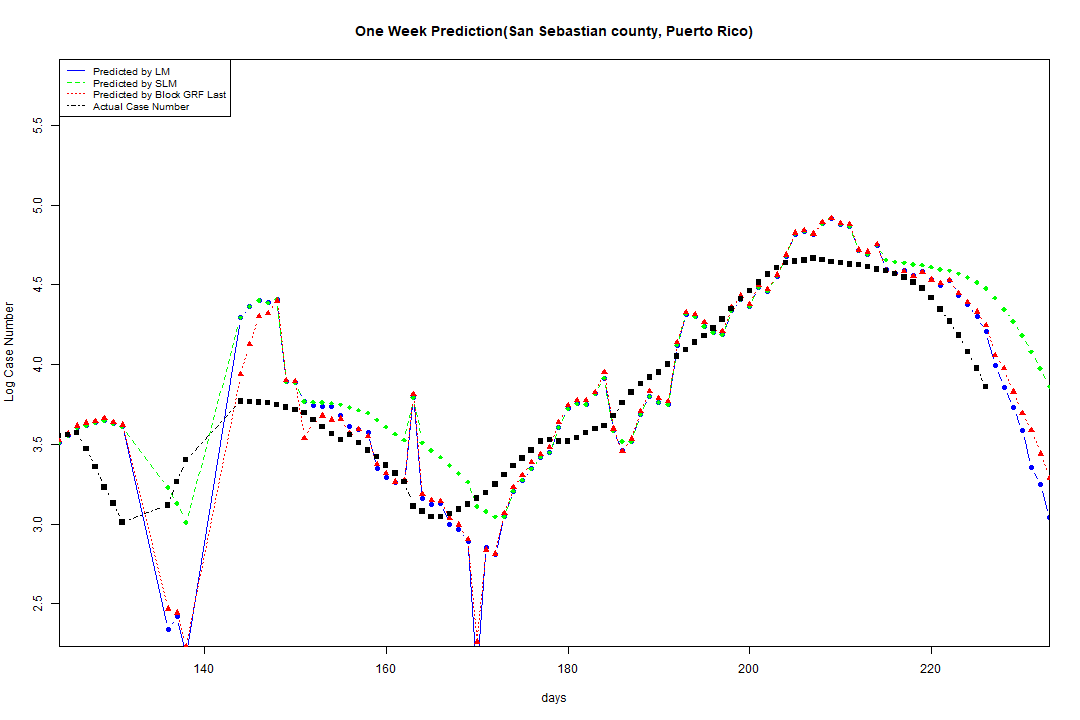 One Week Prediction(San Sebastian county, Puerto Rico)
Predicted by LM
Predicted by SLM
Predicted by Block GRF Last
Actual Case Number
5.5
5.0
4.5
4.0
3.5
3.0
2.5
Log Case Number
140 160 180 200 220
days